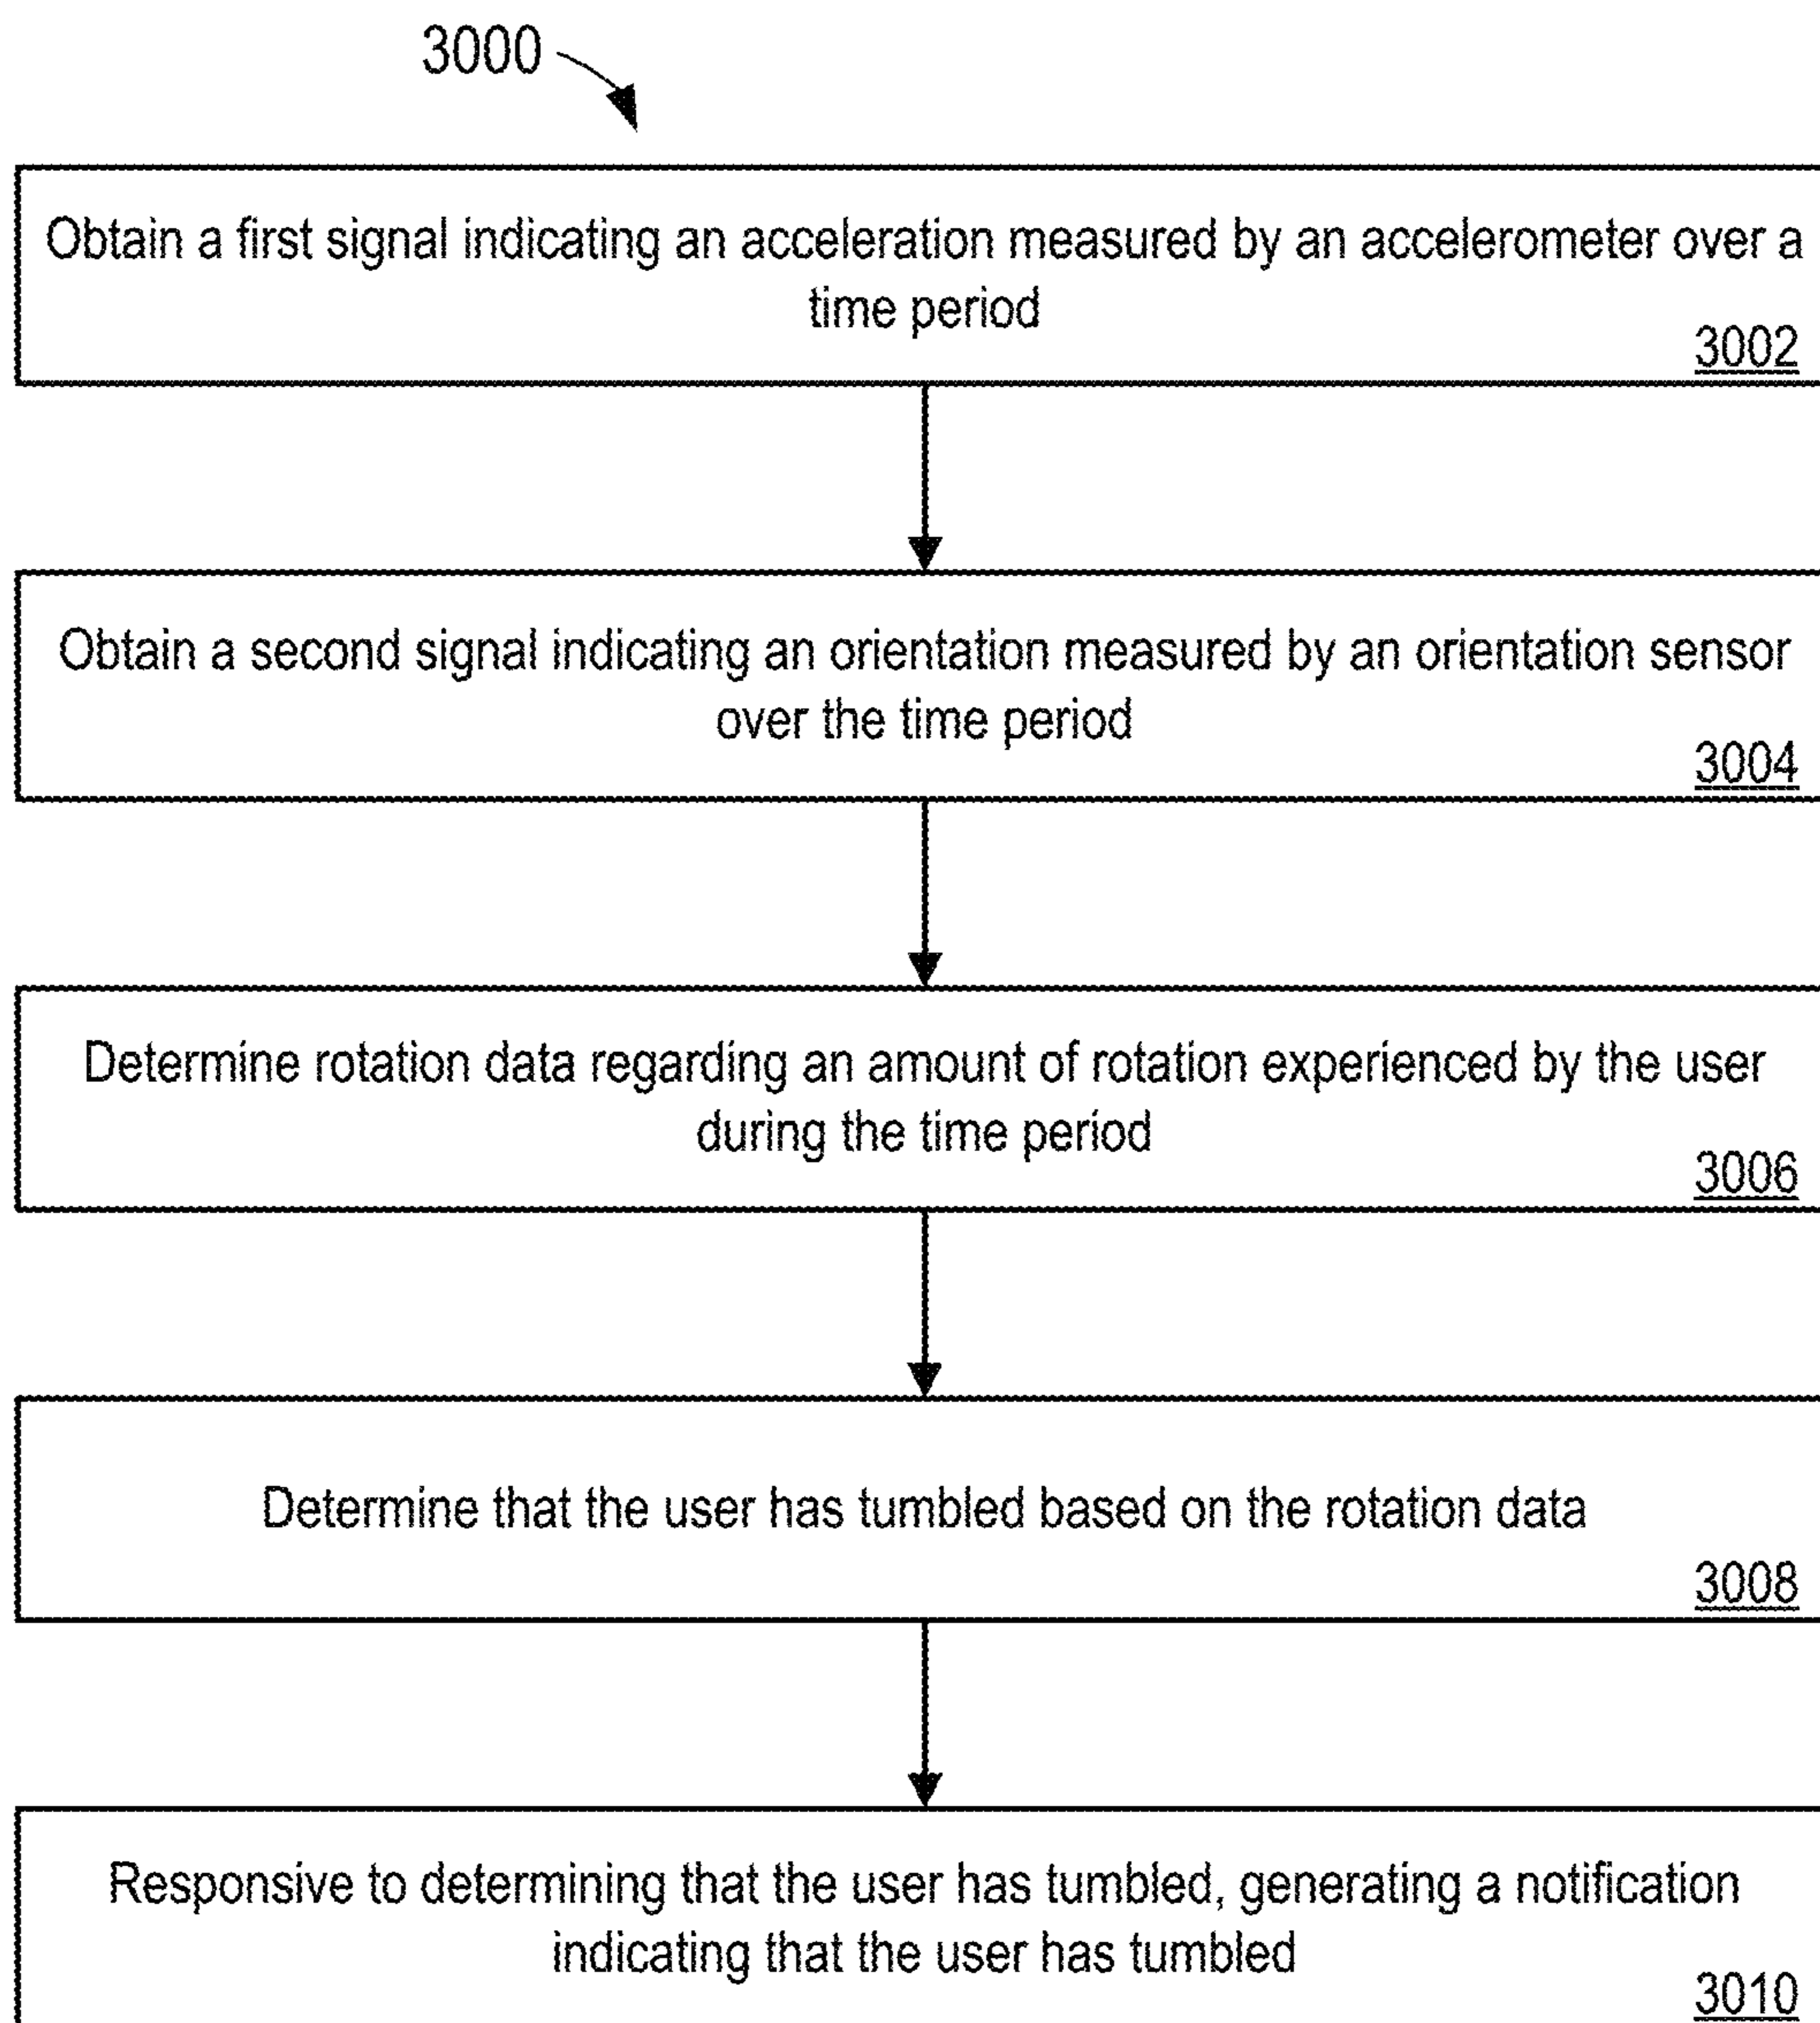 3000
Obtain a first signal indicating an acceleration measured by an accelerometer over a
time period
3002
Obtain a second signal indicating an orientation measured by an orientation sensor
over the time period
3004
Determine rotation data regarding an amount of rotation experienced by the user
during the time period
3006
Determine that the user has tumbled based on the rotation data
3008
Responsive to determining that the user has tumbled, generating a notification
indicating that the user has tumbled
3010